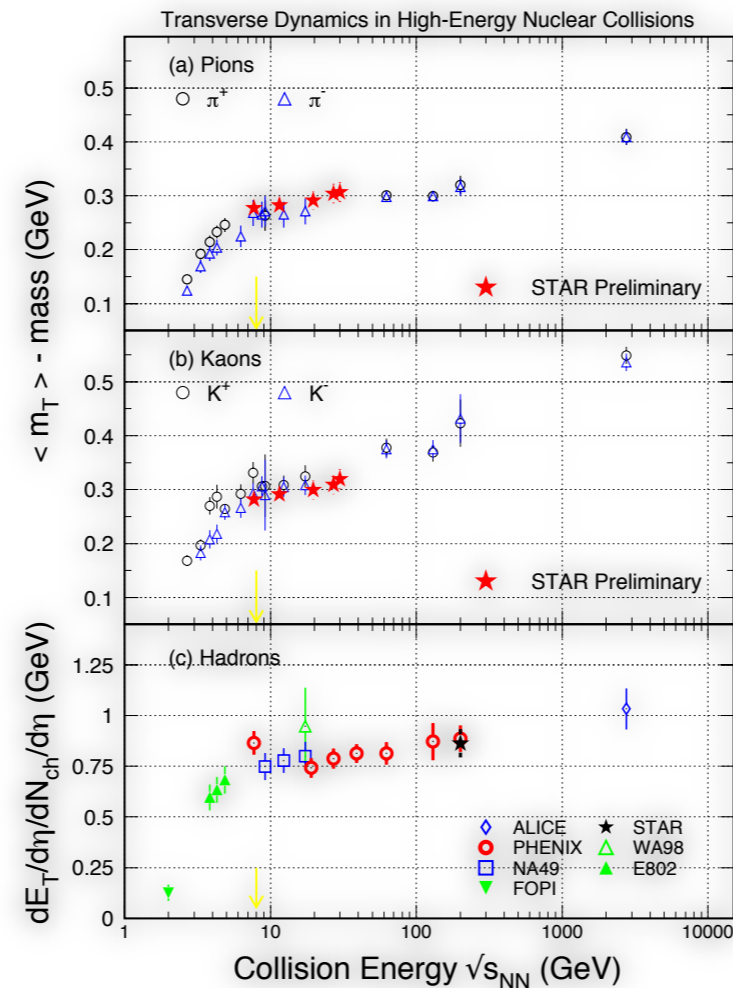 Transverse Dynamics in High-Energy Nuclear Collisions
(a) Pions
π+ π-
0.5
0.4
0.3
0.2
0.1
STAR Preliminary
< mT > - mass (GeV)
(b) Kaons
K+ K-
0.5
0.4
0.3
0.2
0.1
STAR Preliminary
(c) Hadrons
dET/dη/dNch/dη (GeV)
1.25
1
0.75
0.5
0.25
0
ALICE STAR
PHENIX WA98
NA49 E802
FOPI
1 10 100 1000 10000
Collision Energy √sNN (GeV)